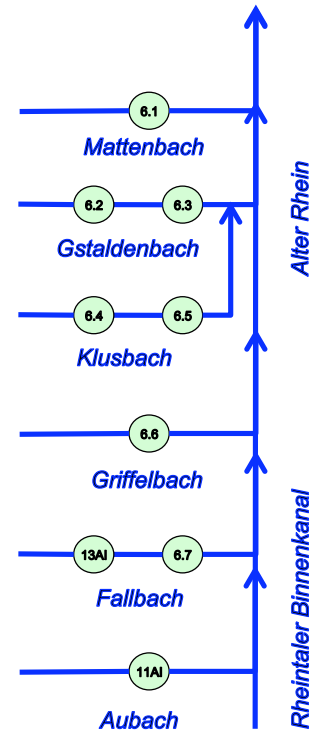 6.1
Mattenbach
6.2 6.3
Gstaldenbach
Alter Rhein
6.4 6.5
Klusbach
6.6
Griffelbach
13AI 6.7
Fallbach
Rheintaler Binnenkanal
11AI
Aubach